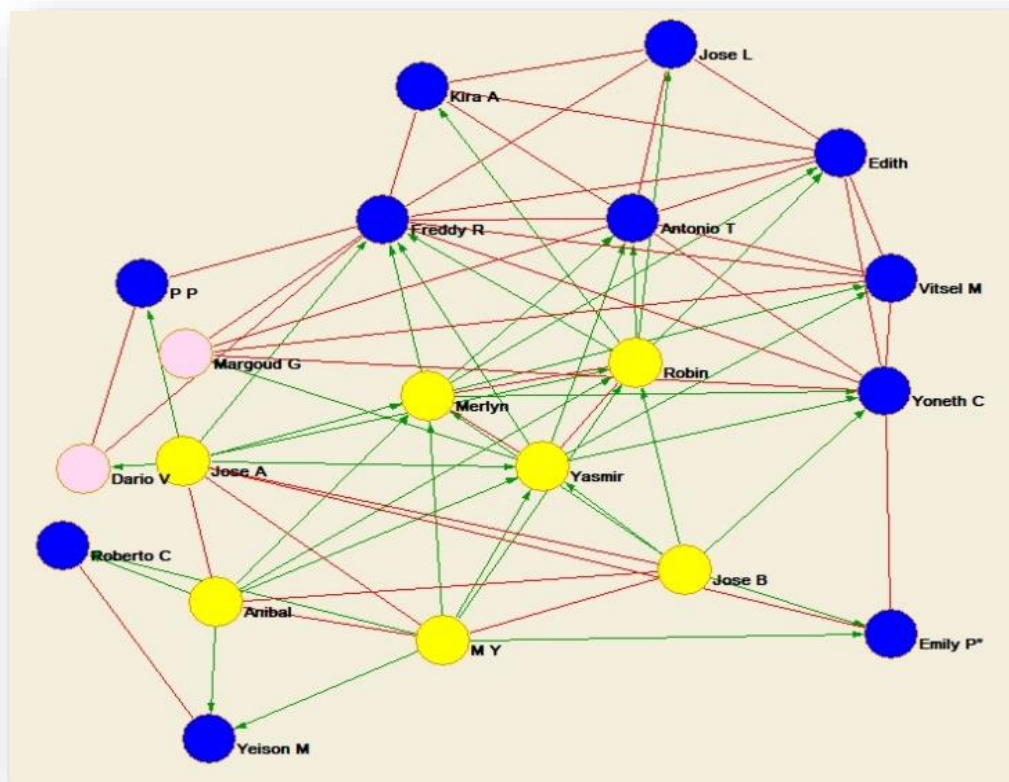 Jose L
Kira A
Edith
Freddy R
Antonio T
Vitsel M
P P
Margoud G
Robin
Yoneth C
Merlyn
Dario V
Jose A
Yasmir
Roberto C
Jose B
Anibal
M Y
Emily P"
Yeison M